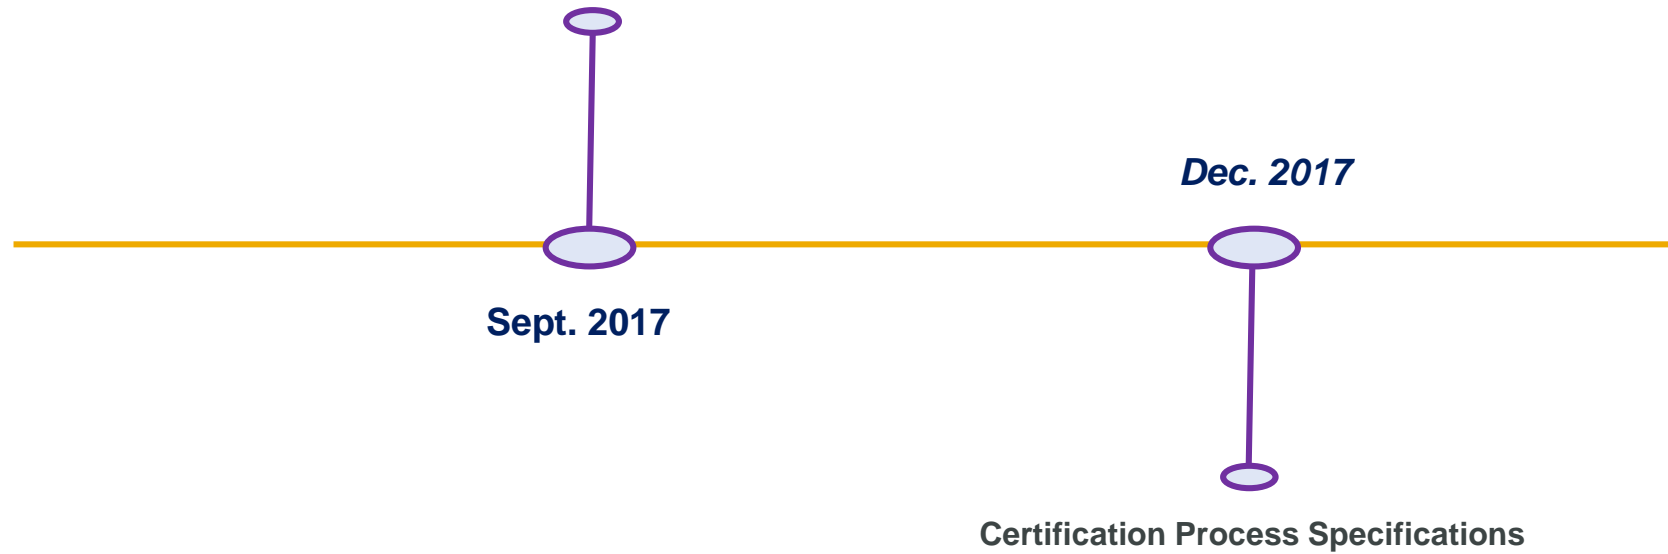 Dec. 2017
Sept. 2017
Certification Process Specifications